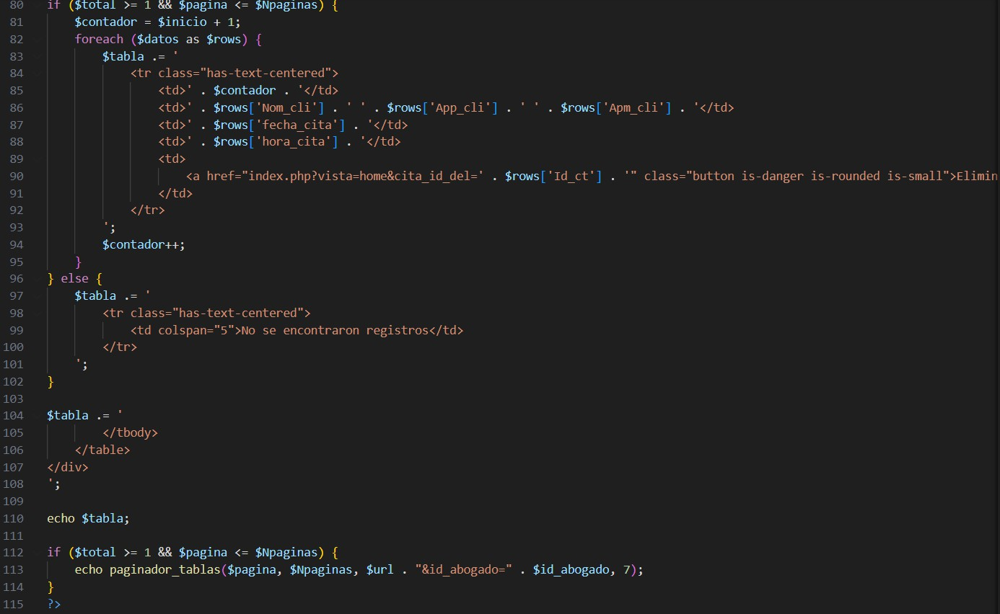 80 if ($total >= 1 && $pagina <= $Npaginas) {
81     $contador = $inicio + 1;
82     foreach ($datos as $rows) {
83         $tabla .= '
84             <tr class="has-text-centered">
85                 <td>' . $contador . '</td>
86                 <td>' . $rows['Nom_cli'] . ' ' . $rows['App_cli'] . ' ' . $rows['Apm_cli'] . '</td>
87                 <td>' . $rows['fecha_cita'] . '</td>
88                 <td>' . $rows['hora_cita'] . '</td>
89                 <td>
90                     <a href="index.php?vista=home&cita_id_del=' . $rows['Id_ct'] . '" class="button is-danger is-rounded is-small">Elimin
91                 </td>
92             </tr>
93         ';
94         $contador++;
95     }
96 } else {
97     $tabla .= '
98         <tr class="has-text-centered">
99             <td colspan="5">No se encontraron registros</td>
100         </tr>
101     ';
102 }
103
104 $tabla .= '
105         </tbody>
106     </table>
107 </div>
108 ';
109
110 echo $tabla;
111
112 if ($total >= 1 && $pagina <= $Npaginas) {
113     echo paginador_tablas($pagina, $Npaginas, $url . "&id_abogado=" . $id_abogado, 7);
114 }
115 ?>